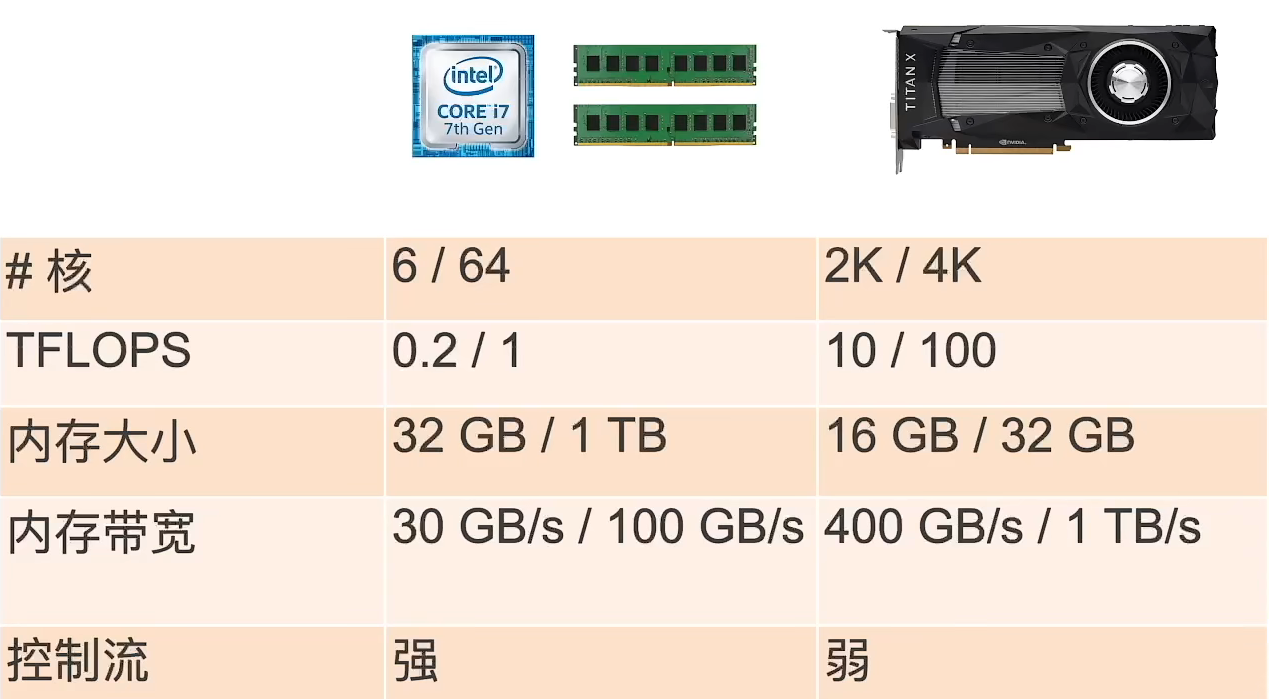 intel
CORE i7
7th Gen
TITAN X
NVIDIA.
# 核 6 / 64 2K / 4K
TFLOPS 0.2 / 1 10 / 100
内存大小 32 GB / 1 TB 16 GB / 32 GB
内存带宽 30 GB/s / 100 GB/s 400 GB/s / 1 TB/s
控制流 强 弱